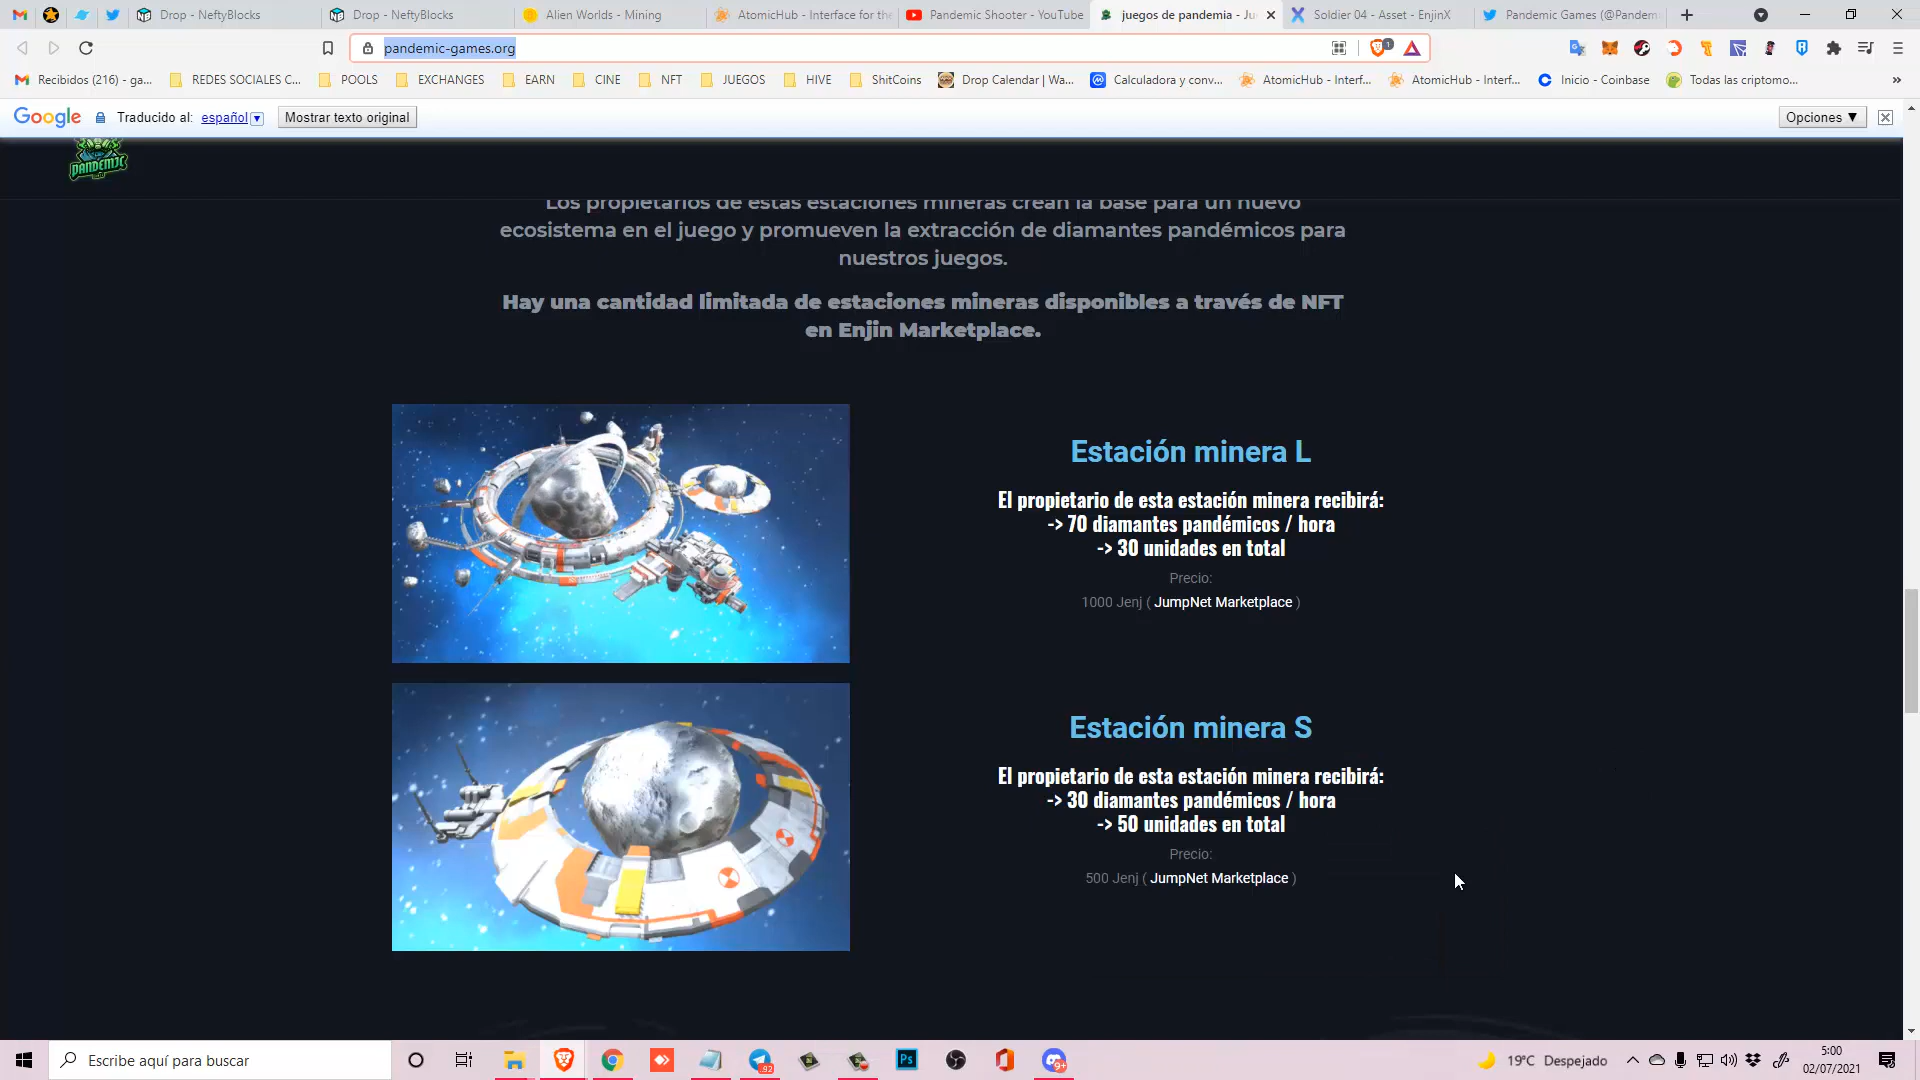 Drop - NeftyBlocks
Drop - NeftyBlocks
Alien Worlds - Mining
AtomicHub - Interface for the
Pandemic Shooter - YouTube
juegos de pandemia - Ju
Soldier 04 - Asset - EnjinX
Pandemic Games (@Pandem
pandemic-games.org
1
Recibidos (216) - ga...
REDES SOCIALES C...
POOLS
EXCHANGES
EARN
CINE
NFT
JUEGOS
HIVE
ShitCoins
Drop Calendar | Wa...
Calculadora y conv...
AtomicHub - Interf...
AtomicHub - Interf...
Inicio - Coinbase
Todas las criptomo...
»
Google
Traducido al: español
Mostrar texto original
Opciones ▼
PANDEMIC
Los propietarios de estas estaciones mineras crean la base para un nuevo
ecosistema en el juego y promueven la extracción de diamantes pandémicos para
nuestros juegos.
Hay una cantidad limitada de estaciones mineras disponibles a través de NFT
en Enjin Marketplace.
Estación minera L
El propietario de esta estación minera recibirá:
-> 70 diamantes pandémicos / hora
-> 30 unidades en total
Precio:
1000 Jenj ( JumpNet Marketplace )
Estación minera S
El propietario de esta estación minera recibirá:
-> 30 diamantes pandémicos / hora
-> 50 unidades en total
Precio:
500 Jenj ( JumpNet Marketplace )
Escribe aquí para buscar
92
Ps
9+
19°C Despejado
5:00
02/07/2021